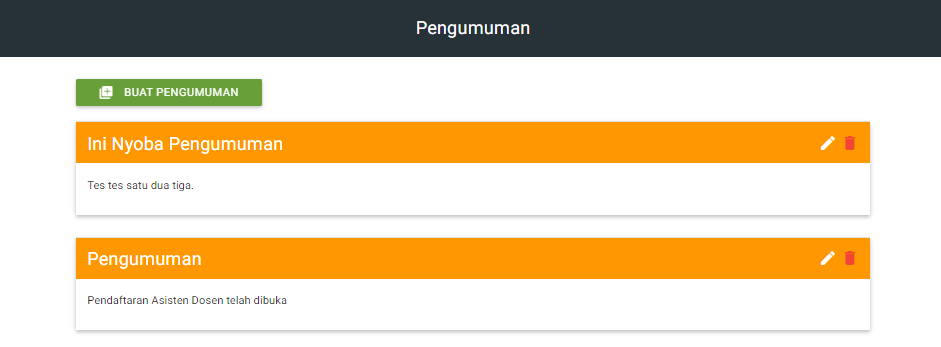 Pengumuman
BUAT PENGUMUMAN
Ini Nyoba Pengumuman
Tes tes satu dua tiga.
Pengumuman
Pendaftaran Asisten Dosen telah dibuka